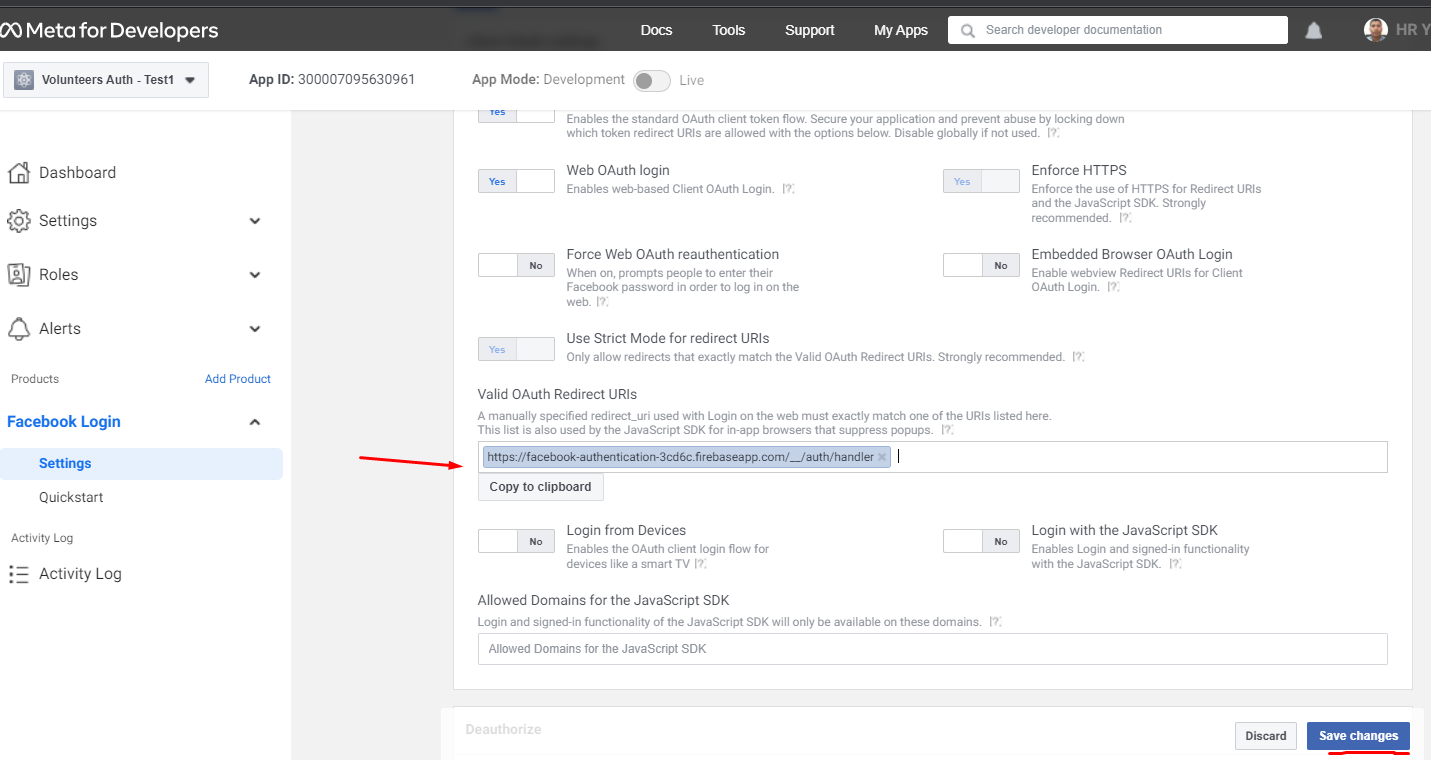 Meta for Developers
Docs
Tools
Support
My Apps
Search developer documentation
HR Y
Volunteers Auth - Test1
App ID: 300007095630961
App Mode: Development
Live
Dashboard
Settings
Roles
Alerts
Products
Add Product
Facebook Login
Settings
Quickstart
Activity Log
Activity Log
Yes
Enables the standard OAuth client token flow. Secure your application and prevent abuse by locking down
which token redirect URIs are allowed with the options below. Disable globally if not used. [?]
Yes
Web OAuth login
Enables web-based Client OAuth Login. [?]
Yes
Enforce HTTPS
Enforce the use of HTTPS for Redirect URIs
and the JavaScript SDK. Strongly
recommended. [?]
No
Force Web OAuth reauthentication
When on, prompts people to enter their
Facebook password in order to log in on the
web. [?]
No
Embedded Browser OAuth Login
Enable webview Redirect URIs for Client
OAuth Login. [?]
Yes
Use Strict Mode for redirect URIs
Only allow redirects that exactly match the Valid OAuth Redirect URIs. Strongly recommended. [?]
Valid OAuth Redirect URIs
A manually specified redirect_uri used with Login on the web must exactly match one of the URIs listed here.
This list is also used by the JavaScript SDK for in-app browsers that suppress popups. [?]
https://facebook-authentication-3cd6c.firebaseapp.com/__/auth/handler
Copy to clipboard
No
Login from Devices
Enables the OAuth client login flow for
devices like a smart TV [?]
No
Login with the JavaScript SDK
Enables Login and signed-in functionality
with the JavaScript SDK. [?]
Allowed Domains for the JavaScript SDK
Login and signed-in functionality of the JavaScript SDK will only be available on these domains. [?]
Allowed Domains for the JavaScript SDK
Deauthorize
Discard
Save changes